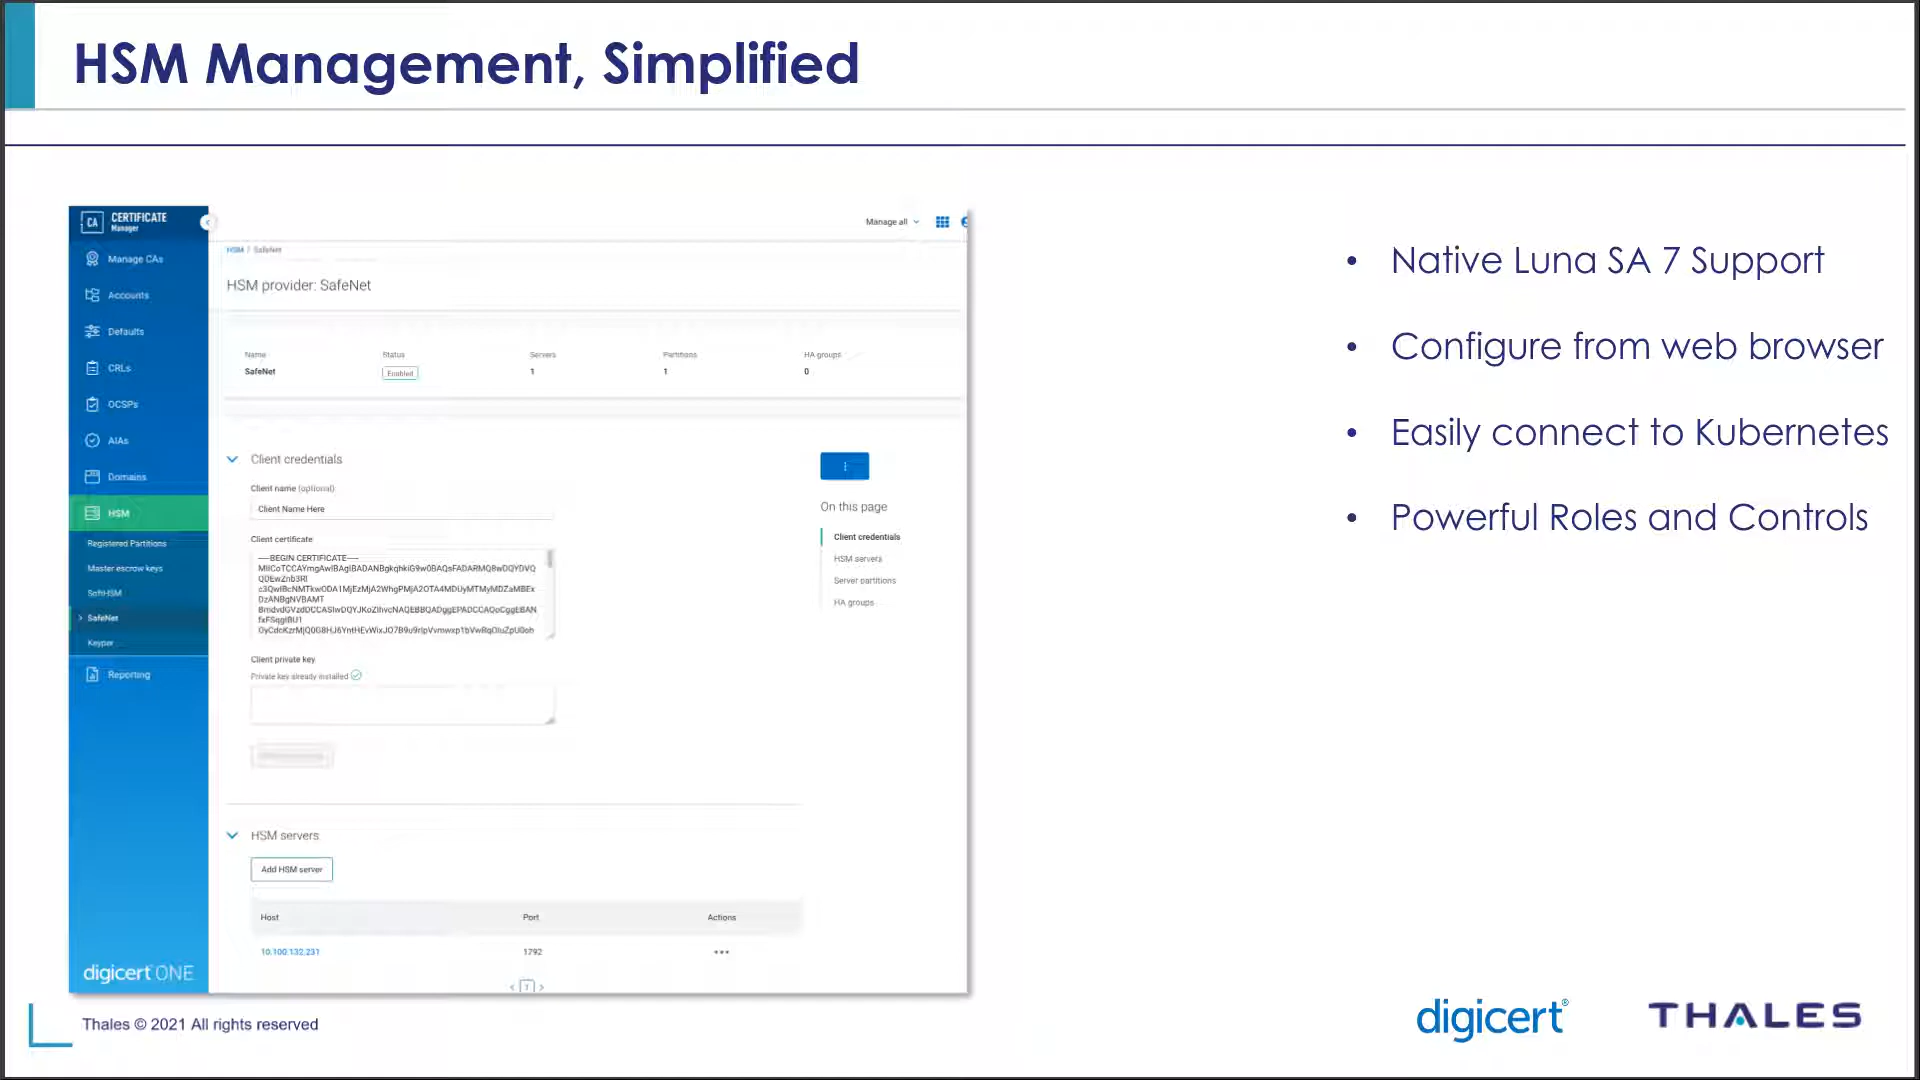 HSM Management, Simplified
CA CERTIFICATE
Manager
Manage all
Manage CAs
Accounts
Defaults
CRLs
OCSPs
AIAs
Domains
HSM
Registered Partitions
Master escrow keys
SoftHSM
SafeNet
Keyper
Reporting
digicert ONE
HSM / SafeNet
HSM provider: SafeNet
Name Status Servers Partitions HA groups
SafeNet Enabled 1 1 0
Client credentials
Client name (optional)
Client Name Here
Client certificate
-----BEGIN CERTIFICATE-----
QDEwZnb3RI
DzANBgNVBAMT
fxFSqgIBU1
Client private key
Private key already installed
On this page
Client credentials
HSM servers
Server partitions
HA groups
HSM servers
Add HSM server
Host Port Actions
10.100.132.231 1792 •••
< 1 >
• Native Luna SA 7 Support
• Configure from web browser
• Easily connect to Kubernetes
• Powerful Roles and Controls
Thales © 2021 All rights reserved
digicert®
THALES